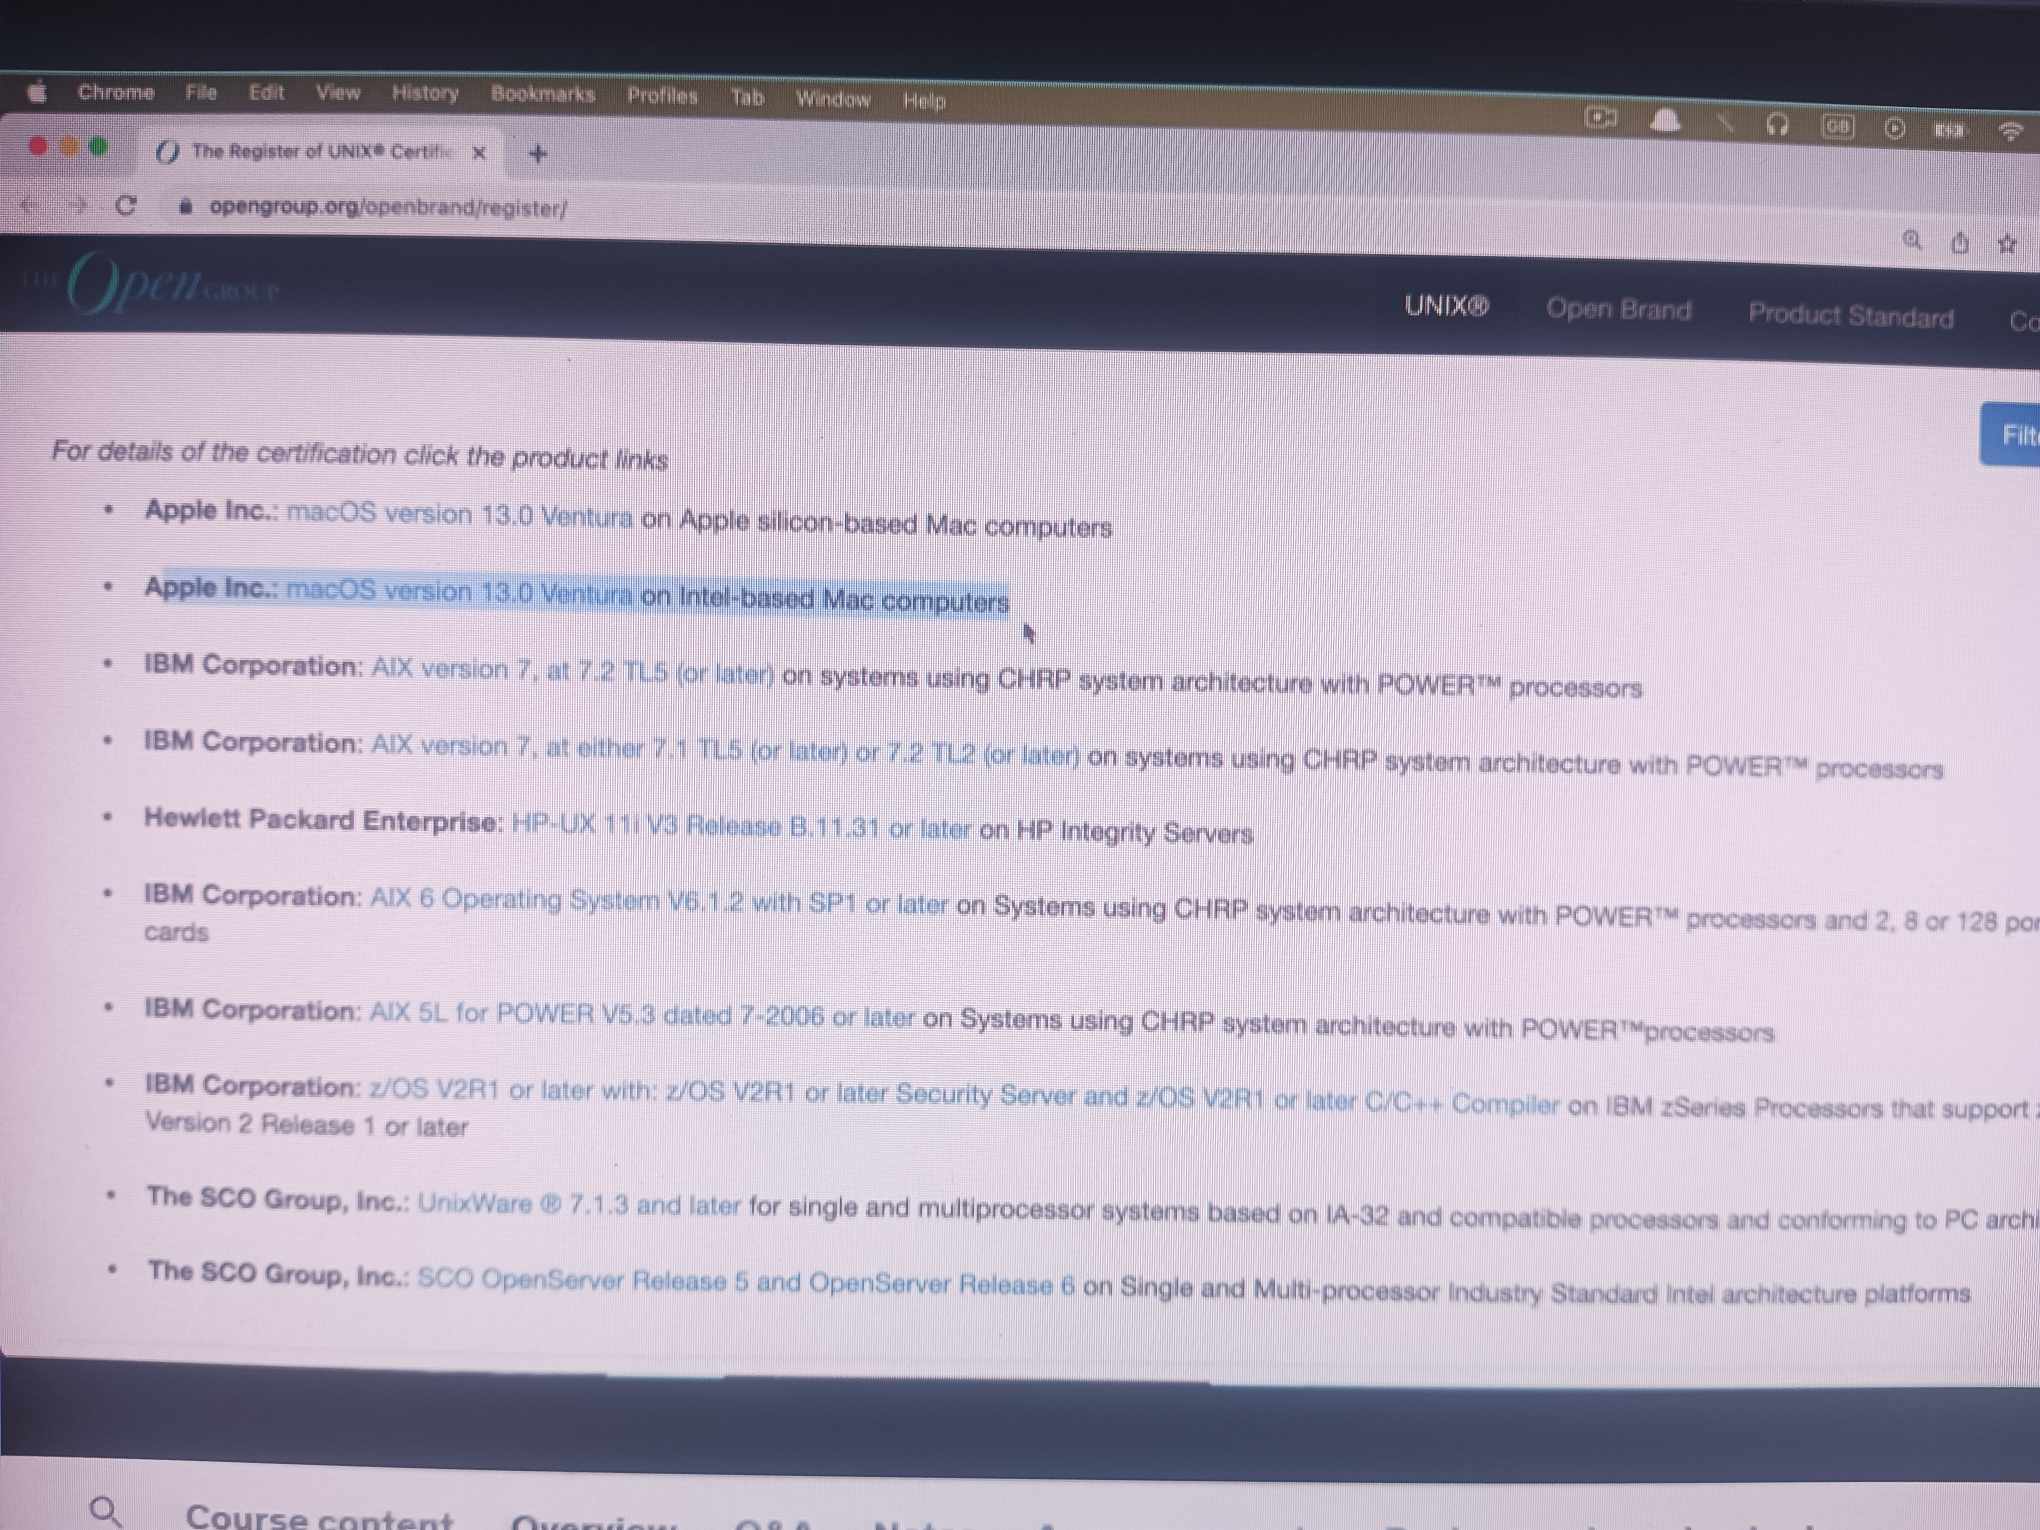 Chrome File Edit View History Bookmarks Profiles Tab Window Help
GB
The Register of UNIX® Certific
opengroup.org/openbrand/register/
THE Open GROUP
UNIX® Open Brand Product Standard Co
Filt
For details of the certification click the product links
• Apple Inc.: macOS version 13.0 Ventura on Apple silicon-based Mac computers
• Apple Inc.: macOS version 13.0 Ventura on Intel-based Mac computers
• IBM Corporation: AIX version 7, at 7.2 TL5 (or later) on systems using CHRP system architecture with POWER™ processors
• IBM Corporation: AIX version 7, at either 7.1 TL5 (or later) or 7.2 TL2 (or later) on systems using CHRP system architecture with POWER™ processors
• Hewlett Packard Enterprise: HP-UX 11i V3 Release B.11.31 or later on HP Integrity Servers
• IBM Corporation: AIX 6 Operating System V6.1.2 with SP1 or later on Systems using CHRP system architecture with POWER™ processors and 2, 8 or 128 por
cards
• IBM Corporation: AIX 5L for POWER V5.3 dated 7-2006 or later on Systems using CHRP system architecture with POWER™processors
• IBM Corporation: z/OS V2R1 or later with: z/OS V2R1 or later Security Server and z/OS V2R1 or later C/C++ Compiler on IBM zSeries Processors that support
Version 2 Release 1 or later
• The SCO Group, Inc.: UnixWare ® 7.1.3 and later for single and multiprocessor systems based on IA-32 and compatible processors and conforming to PC archi
• The SCO Group, Inc.: SCO OpenServer Release 5 and OpenServer Release 6 on Single and Multi-processor Industry Standard Intel architecture platforms
Course content Overview Q&A